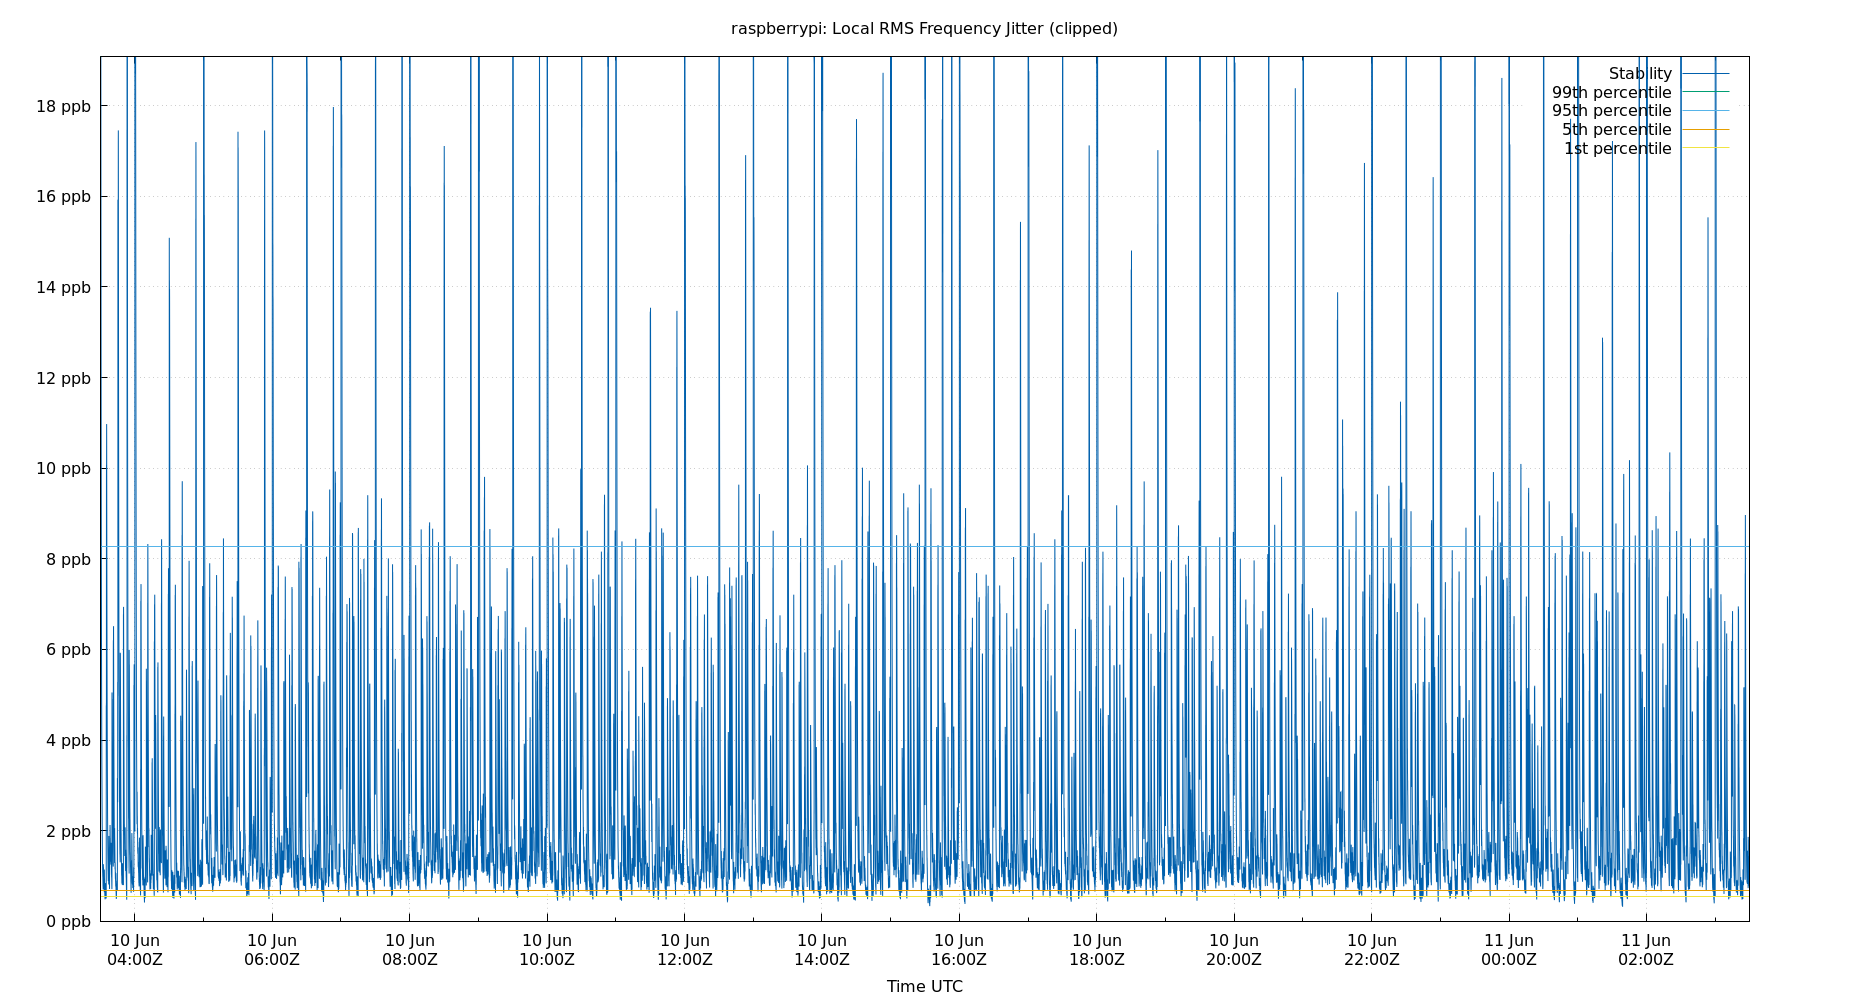 raspberrypi: Local RMS Frequency Jitter (clipped)
Stability
99th percentile
95th percentile
5th percentile
1st percentile
18 ppb
16 ppb
14 ppb
12 ppb
10 ppb
8 ppb
6 ppb
4 ppb
2 ppb
0 ppb
10 Jun 10 Jun 10 Jun 10 Jun 10 Jun 10 Jun 10 Jun 10 Jun 10 Jun 10 Jun 11 Jun 11 Jun
04:00Z 06:00Z 08:00Z 10:00Z 12:00Z 14:00Z 16:00Z 18:00Z 20:00Z 22:00Z 00:00Z 02:00Z
Time UTC